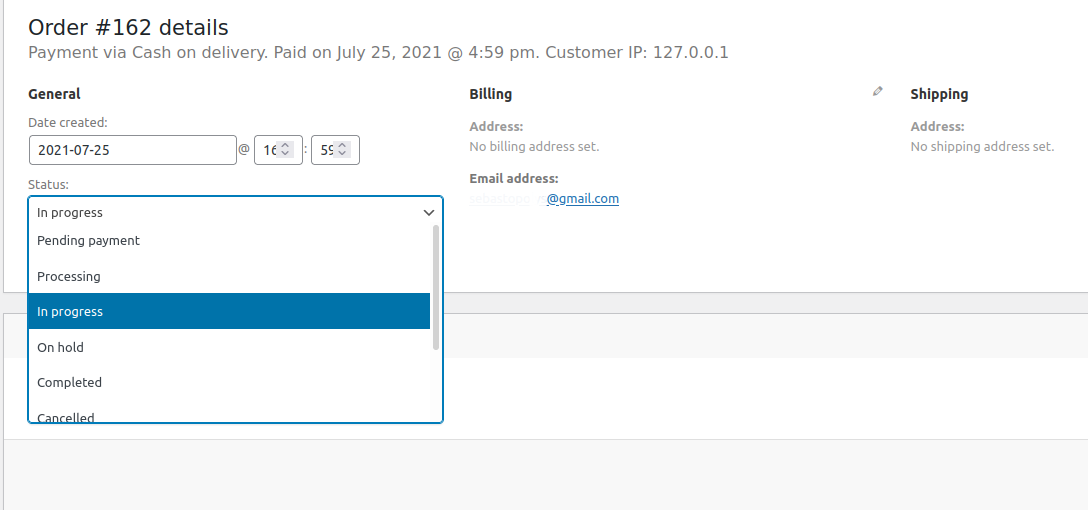 Order #162 details
Payment via Cash on delivery. Paid on July 25, 2021 @ 4:59 pm. Customer IP: 127.0.0.1
General
Date created:
2021-07-25 @ 16 : 59
Status:
In progress
Pending payment
Processing
In progress
On hold
Completed
Cancelled
Billing
Address:
No billing address set.
Email address:
@gmail.com
Shipping
Address:
No shipping address set.